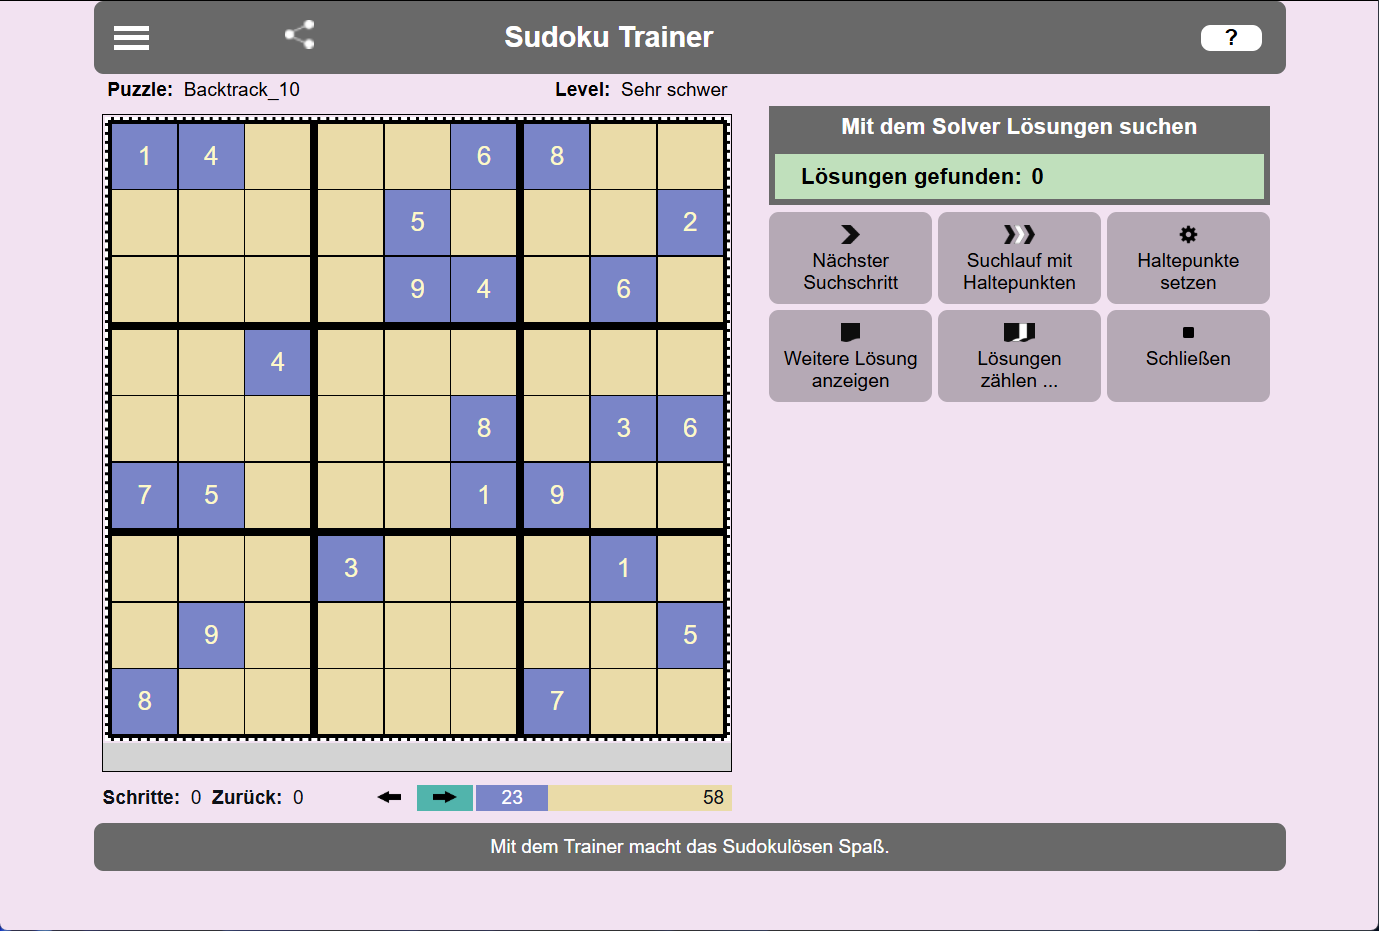 Sudoku Trainer
?
Puzzle: Backtrack_10
Level: Sehr schwer
1 4 6 8
5 2
9 4 6
4
8 3 6
7 5 1 9
3 1
9 5
8 7
Schritte: 0 Zurück: 0
23 58
Mit dem Solver Lösungen suchen
Lösungen gefunden: 0
Nächster
Suchschritt
Suchlauf mit
Haltepunkten
Haltepunkte
setzen
Weitere Lösung
anzeigen
Lösungen
zählen ...
Schließen
Mit dem Trainer macht das Sudokulösen Spaß.